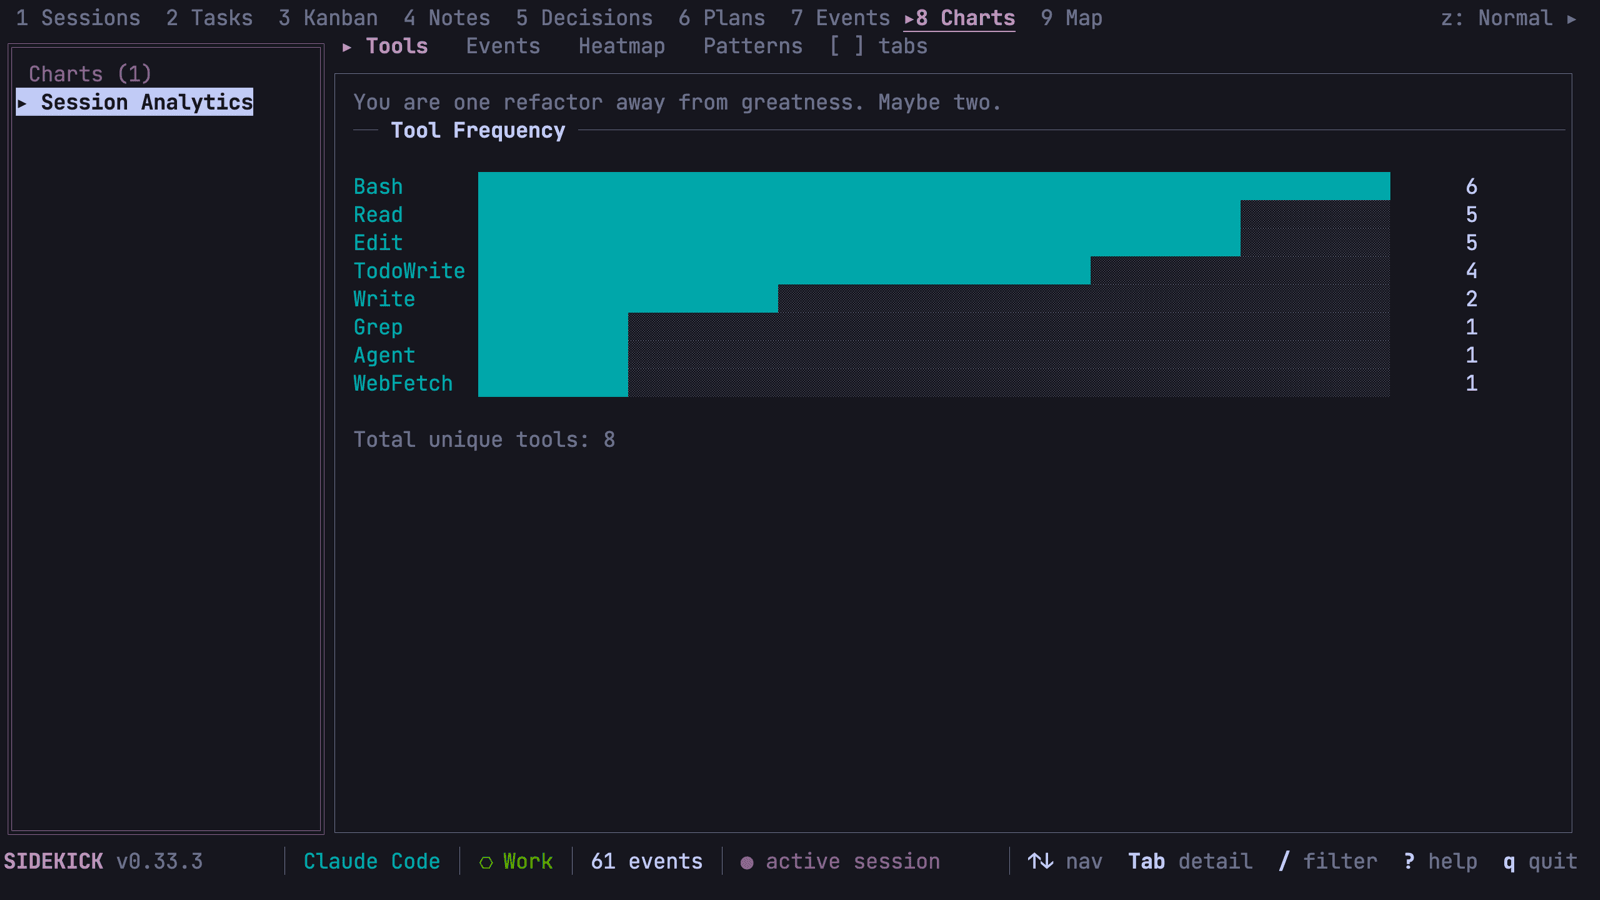 1 Sessions 2 Tasks 3 Kanban 4 Notes 5 Decisions 6 Plans 7 Events ▸8 Charts 9 Map z: Normal ▸
▸ Tools Events Heatmap Patterns [ ] tabs
Charts (1)
▸ Session Analytics
You are one refactor away from greatness. Maybe two.
Tool Frequency
Bash 6
Read 5
Edit 5
TodoWrite 4
Write 2
Grep 1
Agent 1
WebFetch 1
Total unique tools: 8
SIDEKICK v0.33.3 Claude Code Work 61 events ● active session ↑↓ nav Tab detail / filter ? help q quit